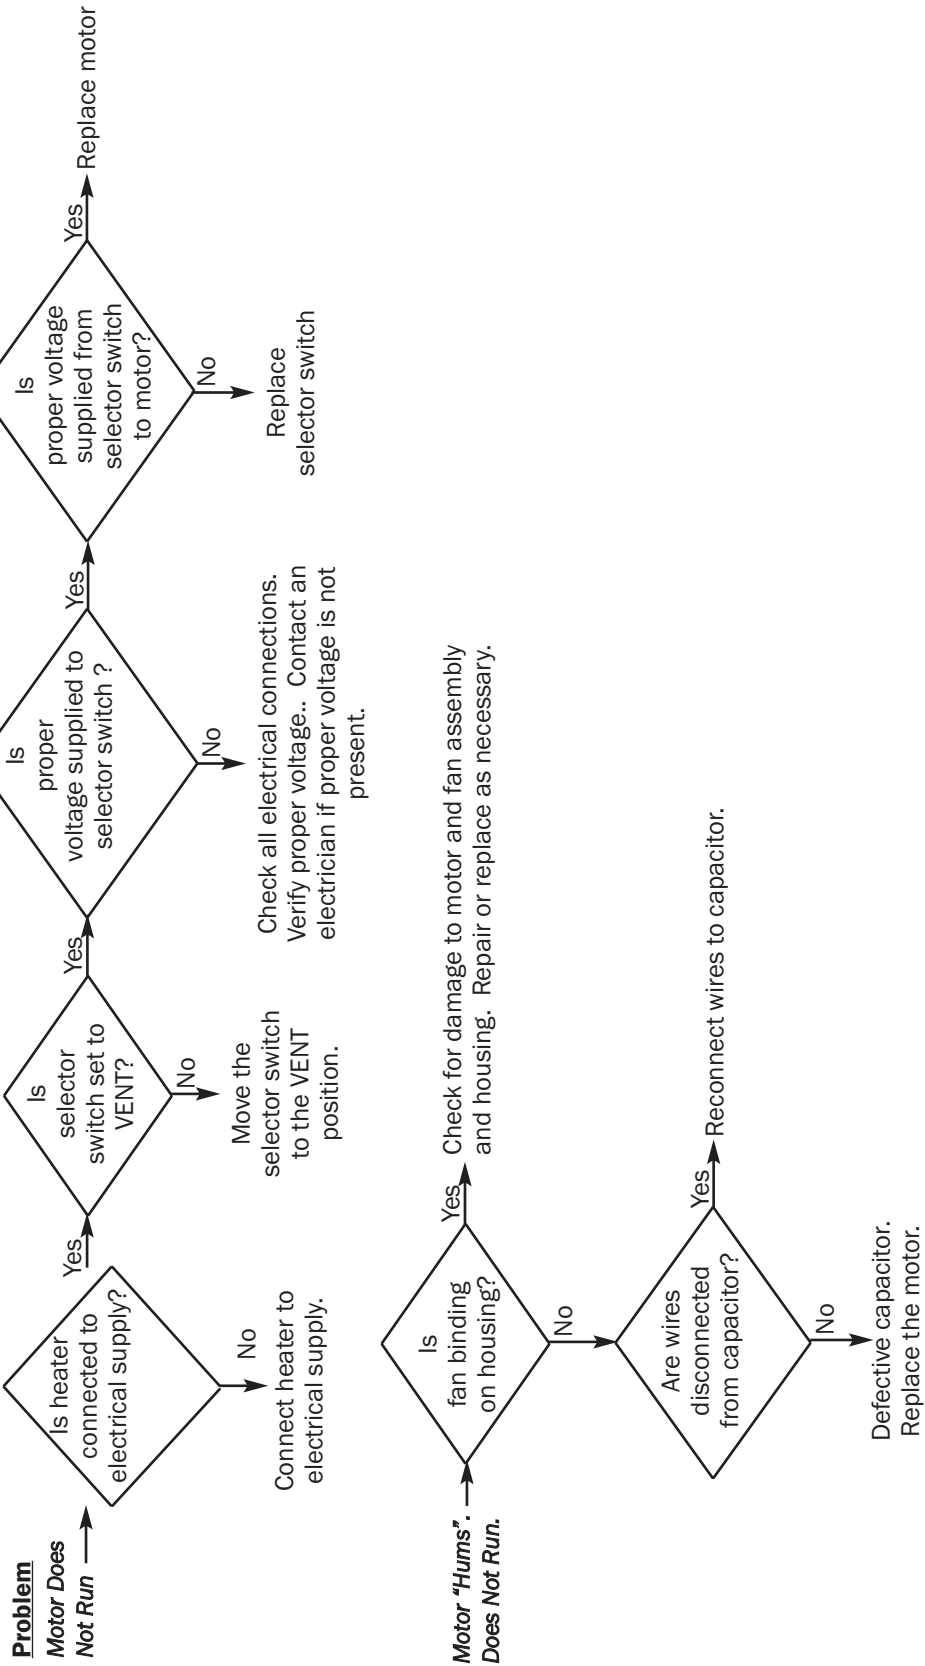 Problem
Motor Does
Not Run
Is heater
connected to
electrical supply?
Yes
No
Connect heater to
electrical supply.
Is
selector
switch set to
VENT?
Yes
No
Move the
selector switch
to the VENT
position.
Is
proper
voltage supplied to
selector switch ?
Yes
No
Check all electrical connections.
Verify proper voltage.. Contact an
electrician if proper voltage is not
present.
Is
proper voltage
supplied from
selector switch
to motor?
Yes
Replace motor
No
Replace
selector switch
Motor “Hums”.
Does Not Run.
Is
fan binding
on housing?
Yes
Check for damage to motor and fan assembly
and housing. Repair or replace as necessary.
No
Are wires
disconnected
from capacitor?
Yes
Reconnect wires to capacitor.
No
Defective capacitor.
Replace the motor.